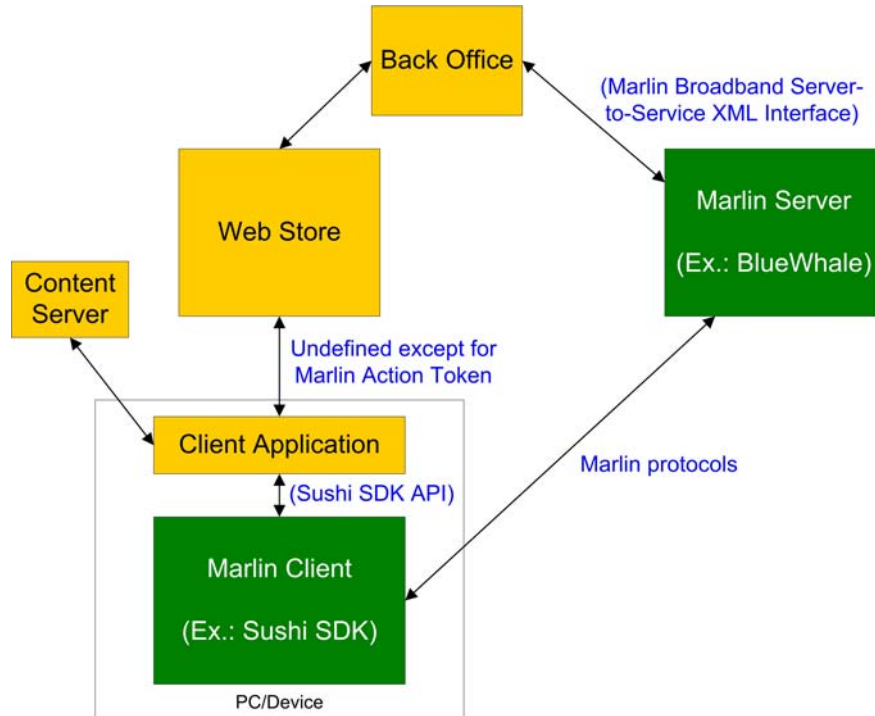 Back Office
(Marlin Broadband Server-
to-Service XML Interface)
Web Store
Marlin Server
(Ex.: BlueWhale)
Content
Server
Undefined except for
Marlin Action Token
Client Application
Marlin protocols
(Sushi SDK API)
Marlin Client
(Ex.: Sushi SDK)
PC/Device